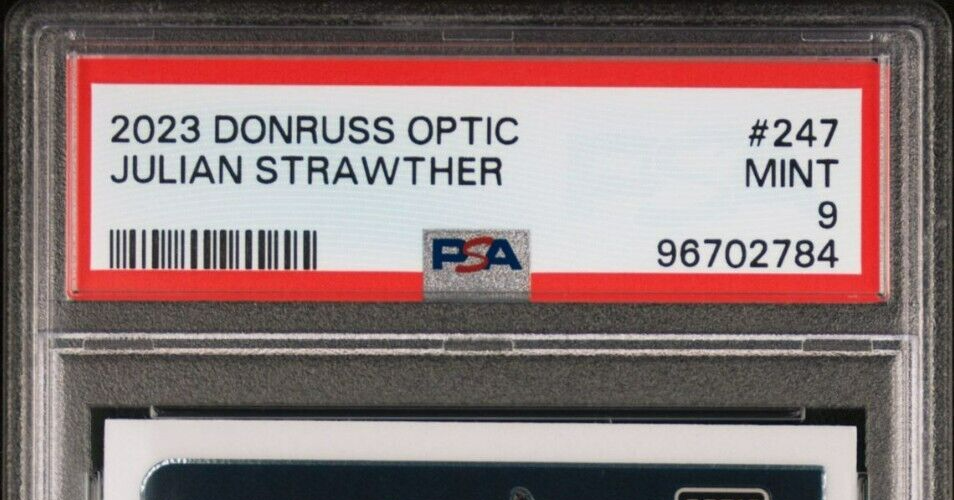 2023 DONRUSS OPTIC #247
JULIAN STRAWTHER MINT
9
PSA 96702784